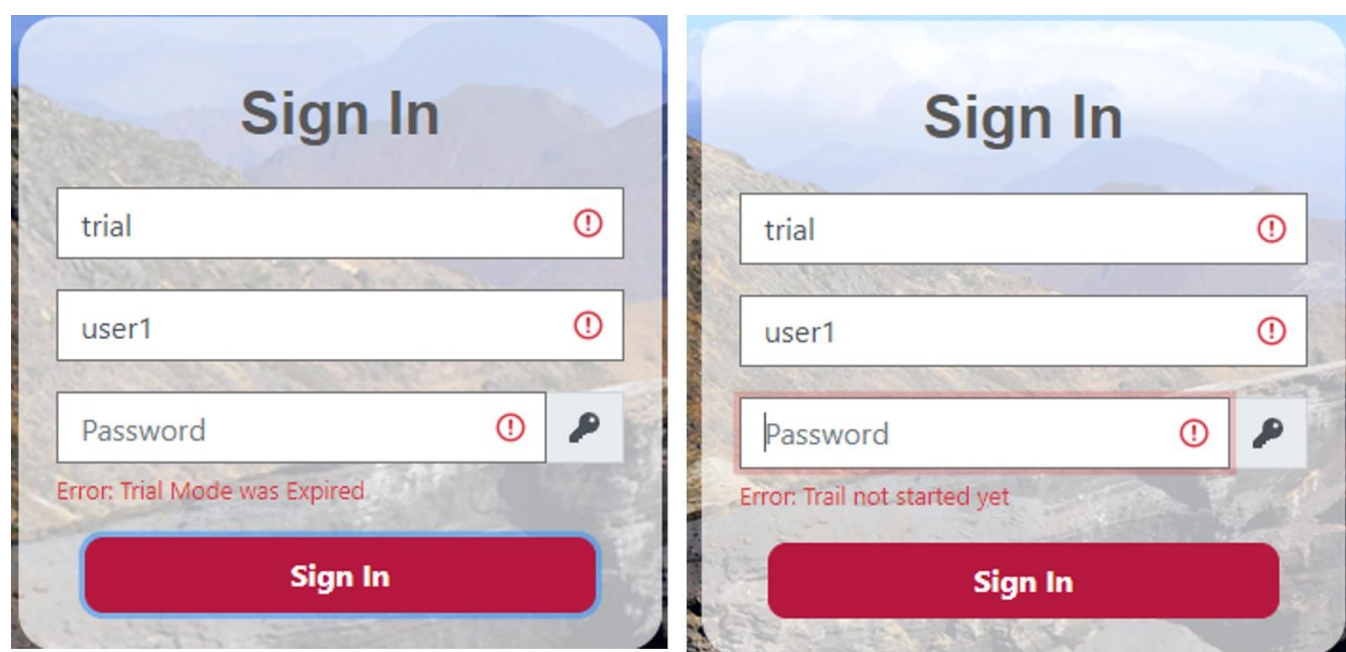 Sign In
trial
user1
Password
Error: Trial Mode was Expired
Sign In
Sign In
trial
user1
Password
Error: Trail not started yet
Sign In